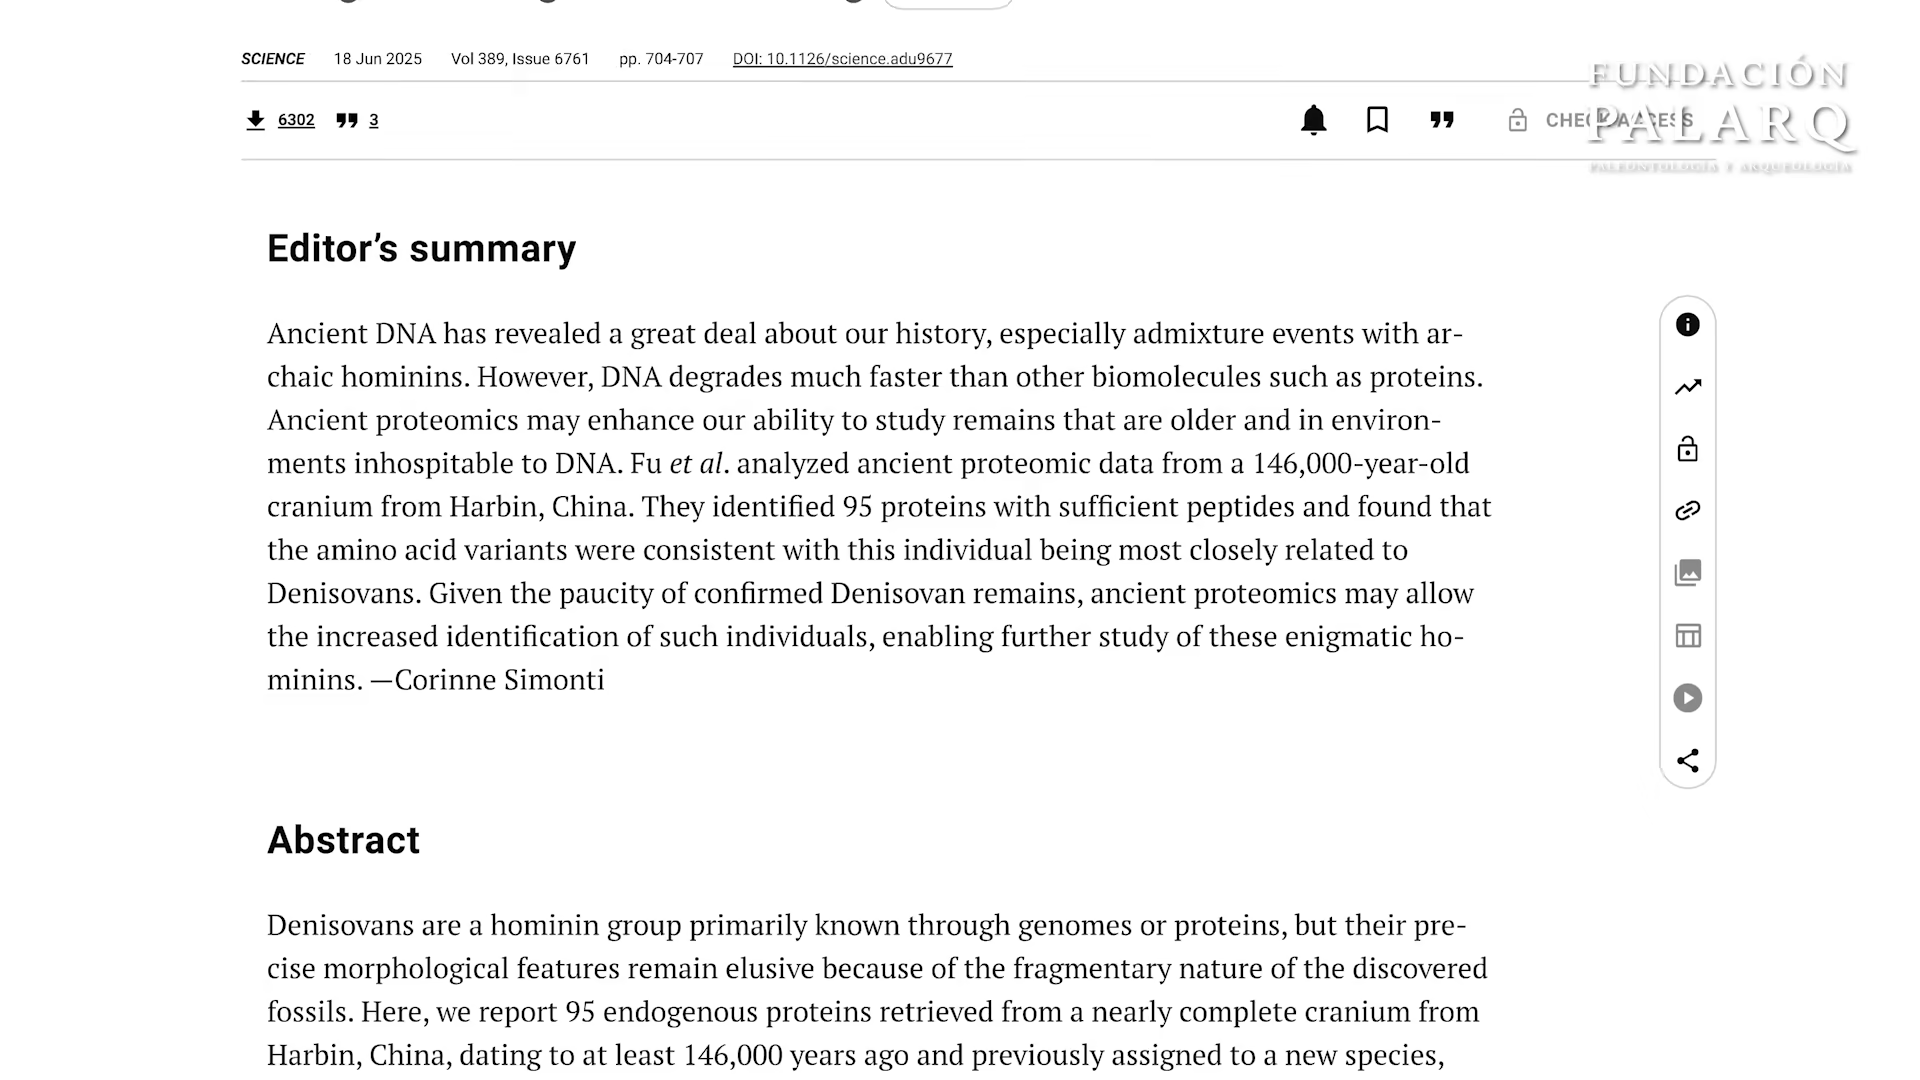 SCIENCE 18 Jun 2025 Vol 389, Issue 6761 pp. 704-707 DOI: 10.1126/science.adu9677
FUNDACIÓN
PALARQ
PALEONTOLOGÍA Y ARQUEOLOGÍA
6302 3 CHECK ACCESS
Editor’s summary
Ancient DNA has revealed a great deal about our history, especially admixture events with ar-
chaic hominins. However, DNA degrades much faster than other biomolecules such as proteins.
Ancient proteomics may enhance our ability to study remains that are older and in environ-
ments inhospitable to DNA. Fu et al. analyzed ancient proteomic data from a 146,000-year-old
cranium from Harbin, China. They identified 95 proteins with sufficient peptides and found that
the amino acid variants were consistent with this individual being most closely related to
Denisovans. Given the paucity of confirmed Denisovan remains, ancient proteomics may allow
the increased identification of such individuals, enabling further study of these enigmatic ho-
minins. —Corinne Simonti
Abstract
Denisovans are a hominin group primarily known through genomes or proteins, but their pre-
cise morphological features remain elusive because of the fragmentary nature of the discovered
fossils. Here, we report 95 endogenous proteins retrieved from a nearly complete cranium from
Harbin, China, dating to at least 146,000 years ago and previously assigned to a new species,